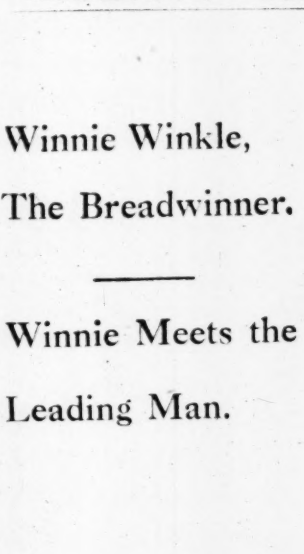 Winnie Winkle,
The Breadwinner.
Winnie Meets the
Leading Man.